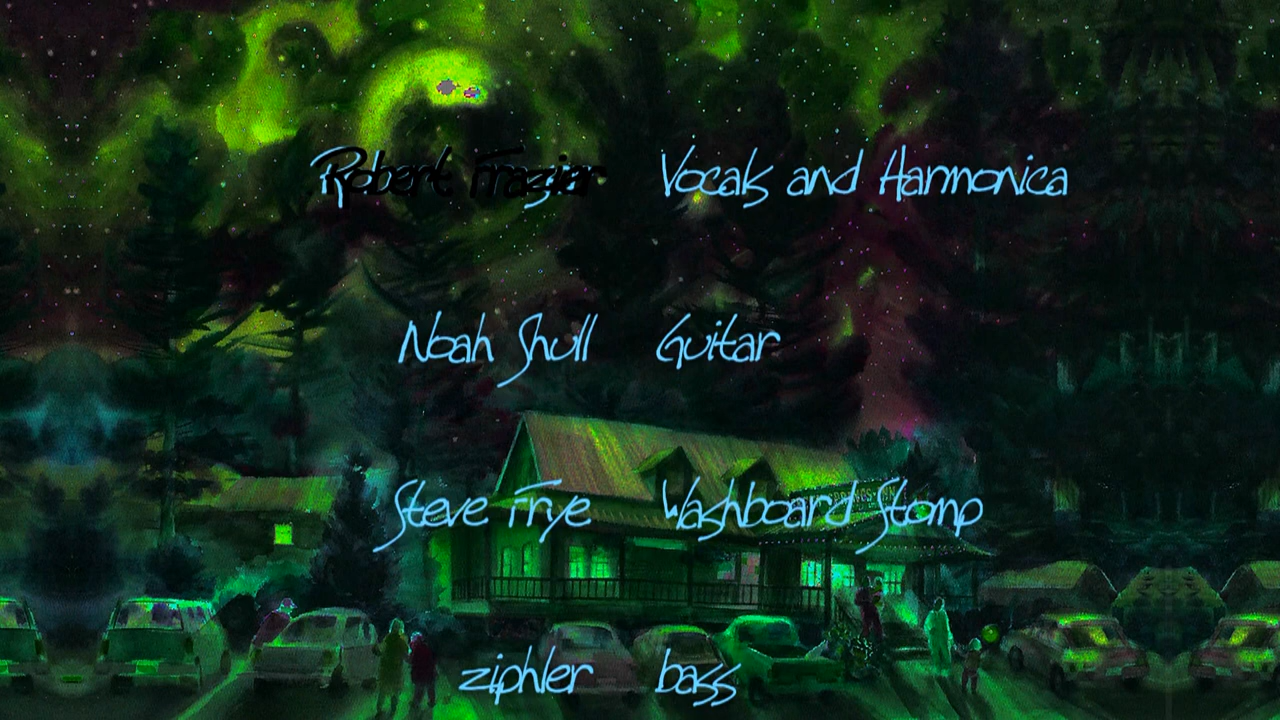 Robert Frazier Vocals and Harmonica
Noah Shull Guitar
Steve Frye Washboard Stomp
ziphler bass